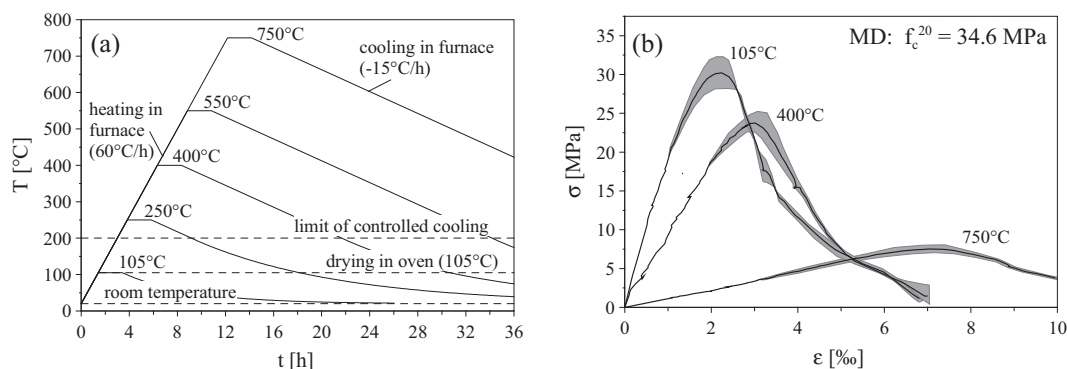 (a)
T [°C]
800
700
600
500
400
300
200
100
0
750°C
cooling in furnace
(-15°C/h)
heating in
furnace
(60°C/h)
550°C
400°C
250°C
limit of controlled cooling
105°C
drying in oven (105°C)
room temperature
0 4 8 12 16 20 24 28 32 36
t [h]
(b)
MD: f_c^20 = 34.6 MPa
σ [MPa]
35
30
25
20
15
10
5
0
105°C
400°C
750°C
0 2 4 6 8 10
ε [‰]